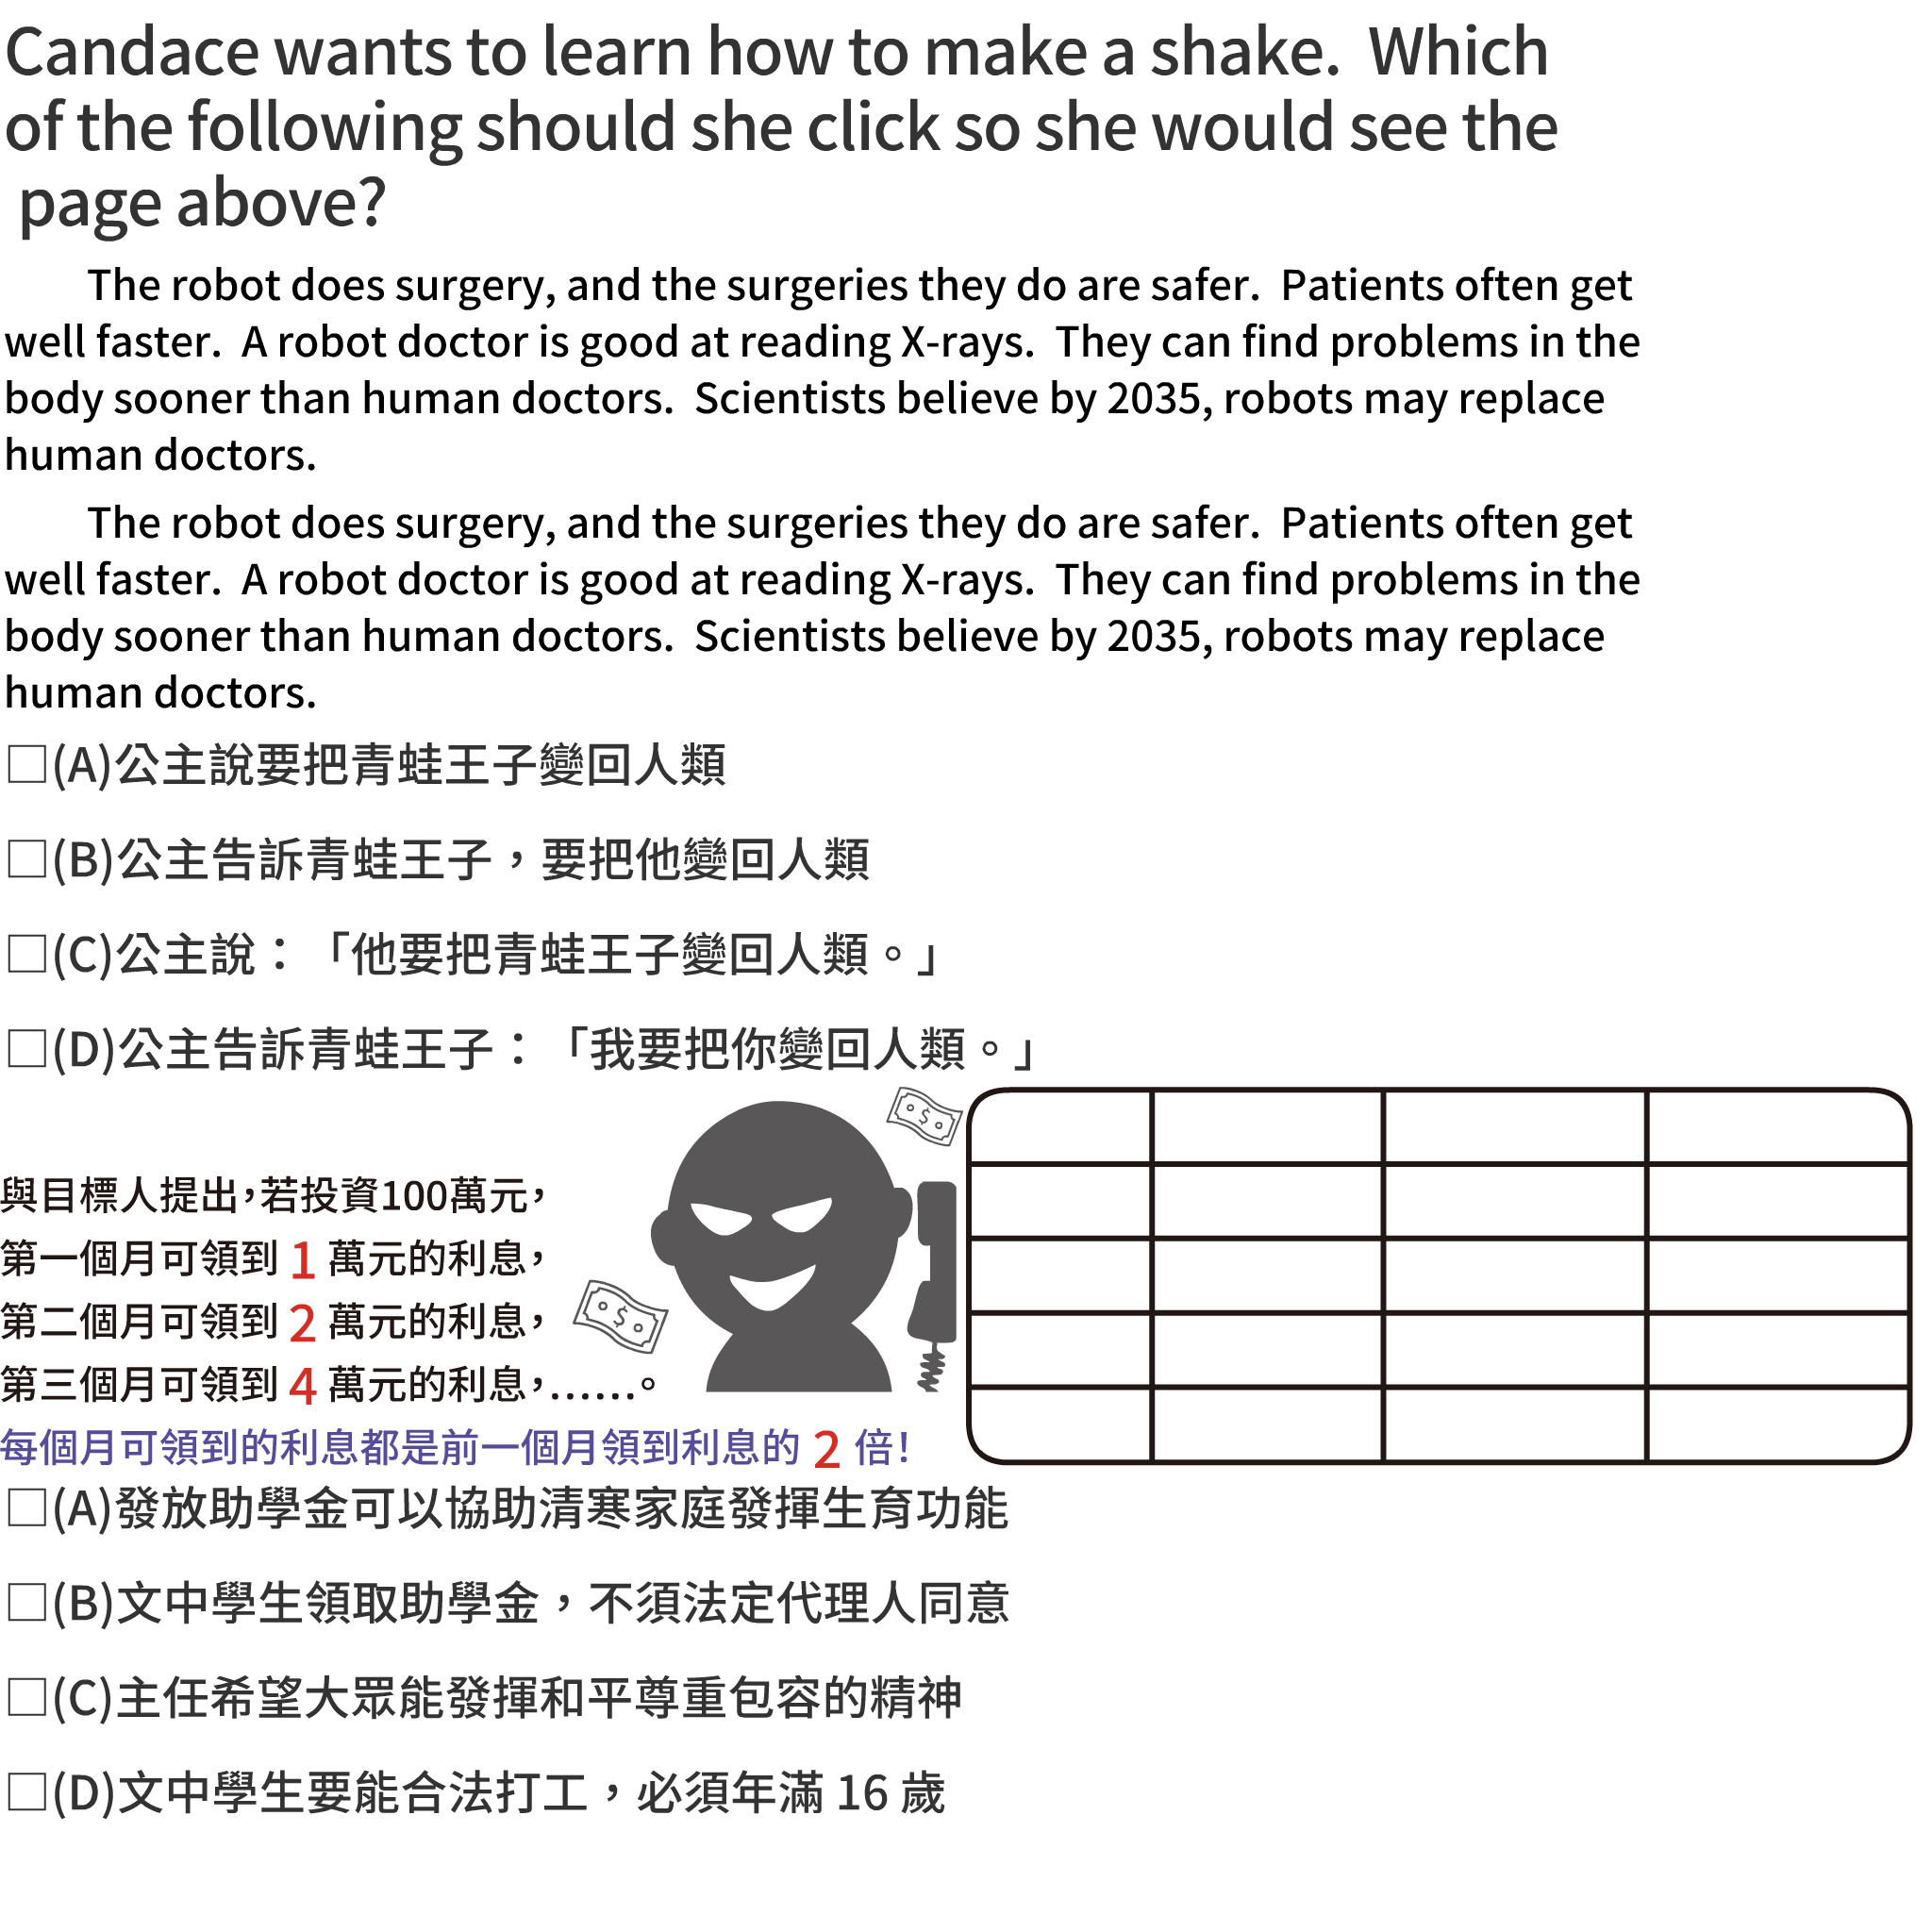 Candace wants to learn how to make a shake.  Which
of the following should she click so she would see the
page above?
The robot does surgery, and the surgeries they do are safer.  Patients often get
well faster.  A robot doctor is good at reading X-rays.  They can find problems in the
body sooner than human doctors.  Scientists believe by 2035, robots may replace
human doctors.
The robot does surgery, and the surgeries they do are safer.  Patients often get
well faster.  A robot doctor is good at reading X-rays.  They can find problems in the
body sooner than human doctors.  Scientists believe by 2035, robots may replace
human doctors.
□(A)公主說要把青蛙王子變回人類
□(B)公主告訴青蛙王子，要把他變回人類
□(C)公主說：「他要把青蛙王子變回人類。」
□(D)公主告訴青蛙王子：「我要把你變回人類。」
與目標人提出，若投資100萬元，
第一個月可領到 1 萬元的利息，
第二個月可領到 2 萬元的利息，
第三個月可領到 4 萬元的利息，……。
每個月可領到的利息都是前一個月領到利息的 2 倍！
$
$
□(A)發放助學金可以協助清寒家庭發揮生育功能
□(B)文中學生領取助學金，不須法定代理人同意
□(C)主任希望大眾能發揮和平尊重包容的精神
□(D)文中學生要能合法打工，必須年滿 16 歲